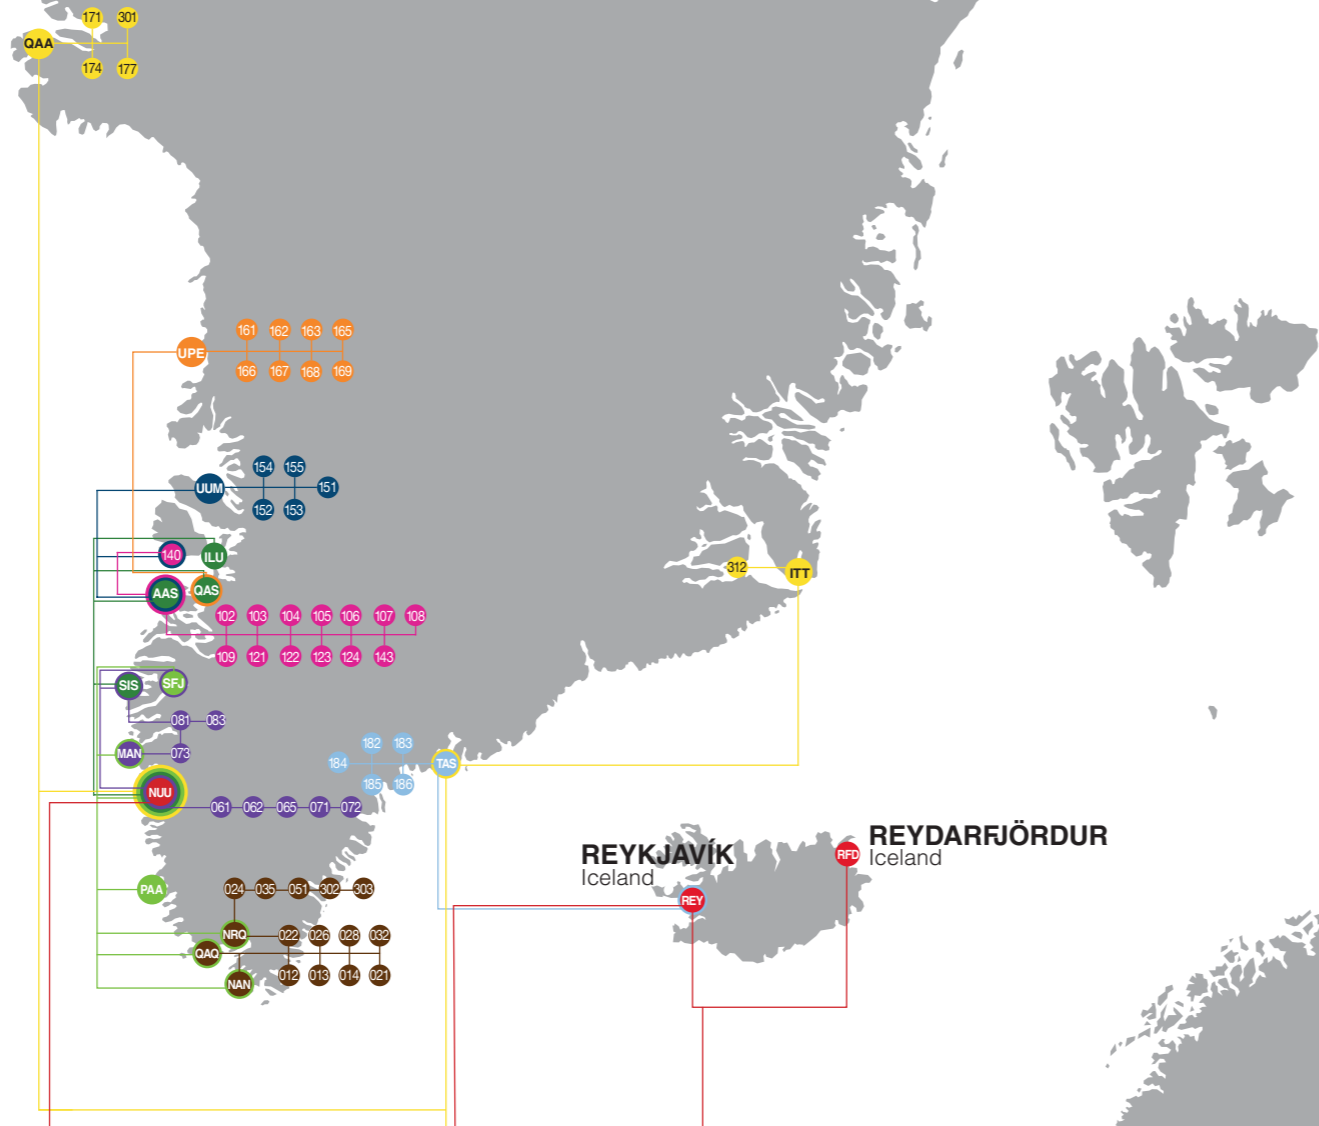 171 301
QAA
174 177
161 162 163 165
UPE
166 167 168 169
154 155
UUM 151
152 153
140 ILU
312 ITT
AAS QAS
102 103 104 105 106 107 108
109 121 122 123 124 143
SIS SFJ
081 083
MAN 073
182 183
184 TAS
185 186
NUU
061 062 065 071 072
REYKJAVÍK
Iceland
REYDARFJÖRDUR
Iceland
RFD
REY
PAA
024 035 051 302 303
NRQ 022 026 028 032
QAQ
012 013 014 021
NAN